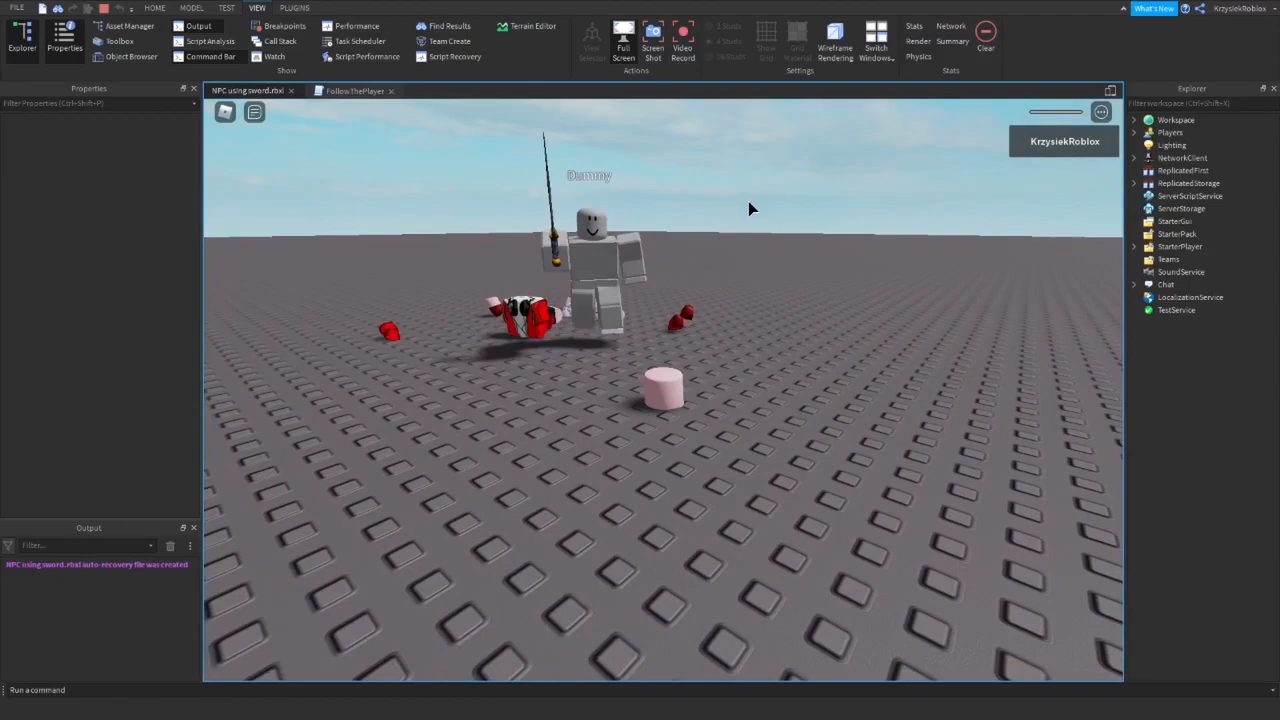 FILE HOME MODEL TEST VIEW PLUGINS What's New KrzysiekRoblox
Explorer Properties
Asset Manager Output Breakpoints Performance Find Results Terrain Editor
Toolbox Script Analysis Call Stack Task Scheduler Team Create
Object Browser Command Bar Watch Script Performance Script Recovery
Show
View Selector Full Screen Screen Shot Video Record
Actions
2 Studs
4 Studs
16 Studs
Show Grid Grid Material Wireframe Rendering Switch Windows
Settings
Stats Network
Render Summary
Physics
Clear
Stats
Properties
Filter Properties (Ctrl+Shift+P)
NPC using sword.rbxl FollowThePlayer
Dummy
KrzysiekRoblox
Explorer
Filter workspace (Ctrl+Shift+X)
Workspace
Players
Lighting
NetworkClient
ReplicatedFirst
ReplicatedStorage
ServerScriptService
ServerStorage
StarterGui
StarterPack
StarterPlayer
Teams
SoundService
Chat
LocalizationService
TestService
Output
Filter...
NPC using sword.rbxl auto-recovery file was created
Run a command